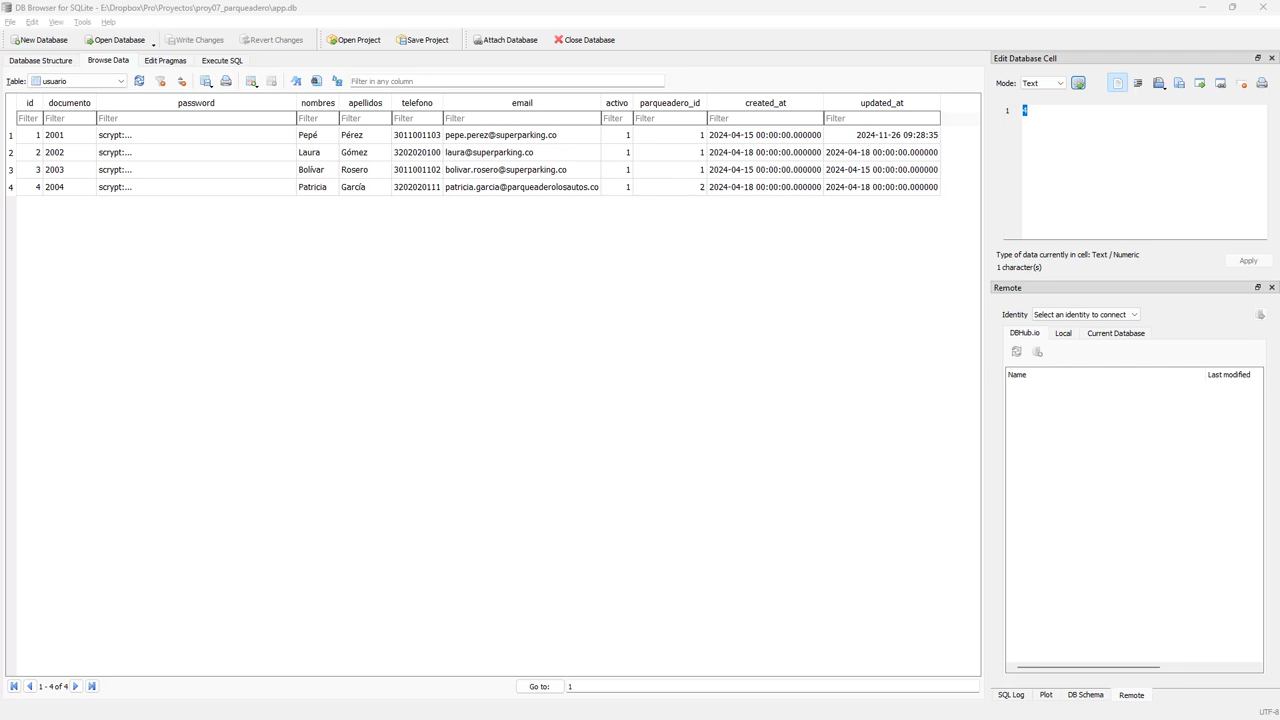 DB Browser for SQLite - E:\Dropbox\Pro\Proyectos\proy07_parqueadero\app.db
File Edit View Tools Help
New Database Open Database Write Changes Revert Changes Open Project Save Project Attach Database Close Database
Database Structure Browse Data Edit Pragmas Execute SQL
Table: usuario Filter in any column
id documento password nombres apellidos telefono email activo parqueadero_id created_at updated_at
Filter Filter Filter Filter Filter Filter Filter Filter Filter Filter Filter
1 1 2001 scrypt:... Pepé Pérez 3011001103 pepe.perez@superparking.co 1 1 2024-04-15 00:00:00.000000 2024-11-26 09:28:35
2 2 2002 scrypt:... Laura Gómez 3202020100 laura@superparking.co 1 1 2024-04-18 00:00:00.000000 2024-04-18 00:00:00.000000
3 3 2003 scrypt:... Bolívar Rosero 3011001102 bolivar.rosero@superparking.co 1 1 2024-04-15 00:00:00.000000 2024-04-15 00:00:00.000000
4 4 2004 scrypt:... Patricia García 3202020111 patricia.garcia@parqueaderolosautos.co 1 2 2024-04-18 00:00:00.000000 2024-04-18 00:00:00.000000
1 - 4 of 4 Go to: 1
Edit Database Cell
Mode: Text
1 4
Type of data currently in cell: Text / Numeric
1 character(s)
Apply
Remote
Identity Select an identity to connect
DBHub.io Local Current Database
Name Last modified
SQL Log Plot DB Schema Remote
UTF-8